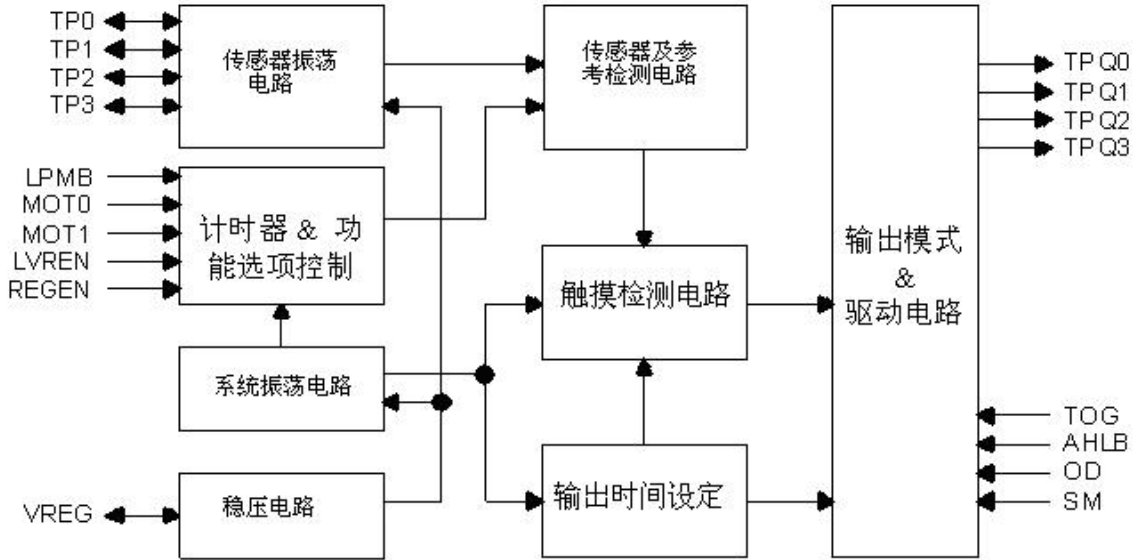 TP0
TP1
TP2
TP3
传感器振荡
电路
传感器及参
考检测电路
TPQ0
TPQ1
TPQ2
TPQ3
LPMB
MOT0
MOT1
LVREN
REGEN
计时器 & 功
能选项控制
触摸检测电路
输出模式
&
驱动电路
系统振荡电路
TOG
AHLB
OD
SM
VREG
稳压电路
输出时间设定